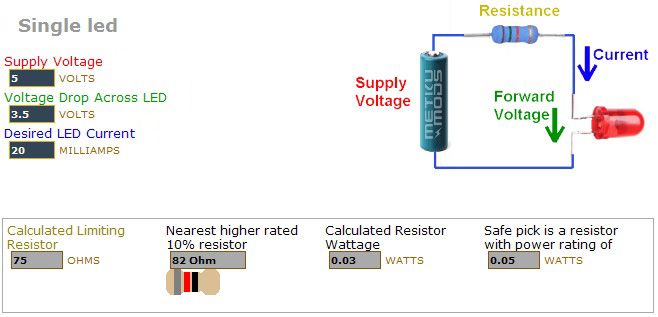 Single led
Supply Voltage
5 VOLTS
Voltage Drop Across LED
3.5 VOLTS
Desired LED Current
20 MILLIAMPS
Resistance
Current
Supply
Voltage
METKU
MODS
Forward
Voltage
Calculated Limiting
Resistor
75 OHMS
Nearest higher rated
10% resistor
82 Ohm
Calculated Resistor
Wattage
0.03 WATTS
Safe pick is a resistor
with power rating of
0.05 WATTS